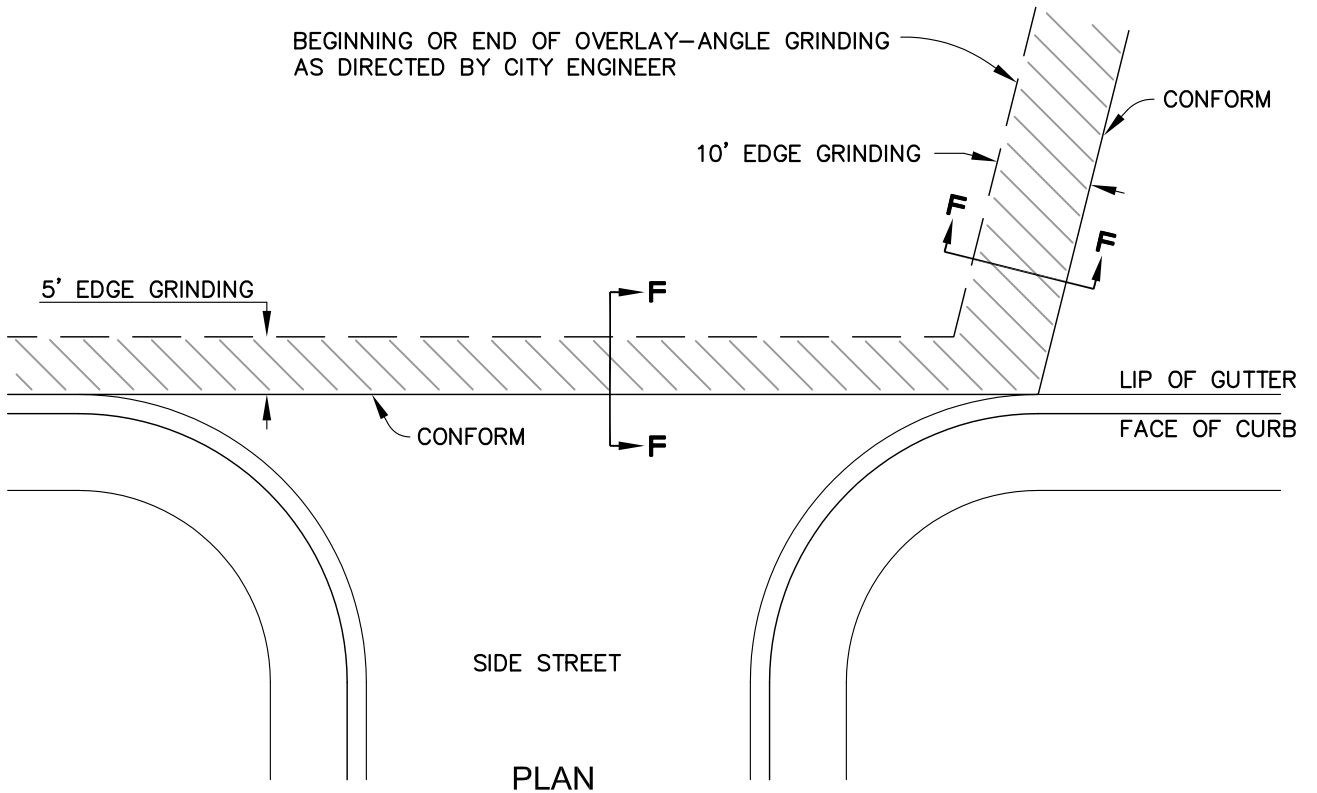 BEGINNING OR END OF OVERLAY-ANGLE GRINDING
AS DIRECTED BY CITY ENGINEER
CONFORM
10' EDGE GRINDING
F
F
5' EDGE GRINDING
F
LIP OF GUTTER
CONFORM
F
FACE OF CURB
SIDE STREET
PLAN